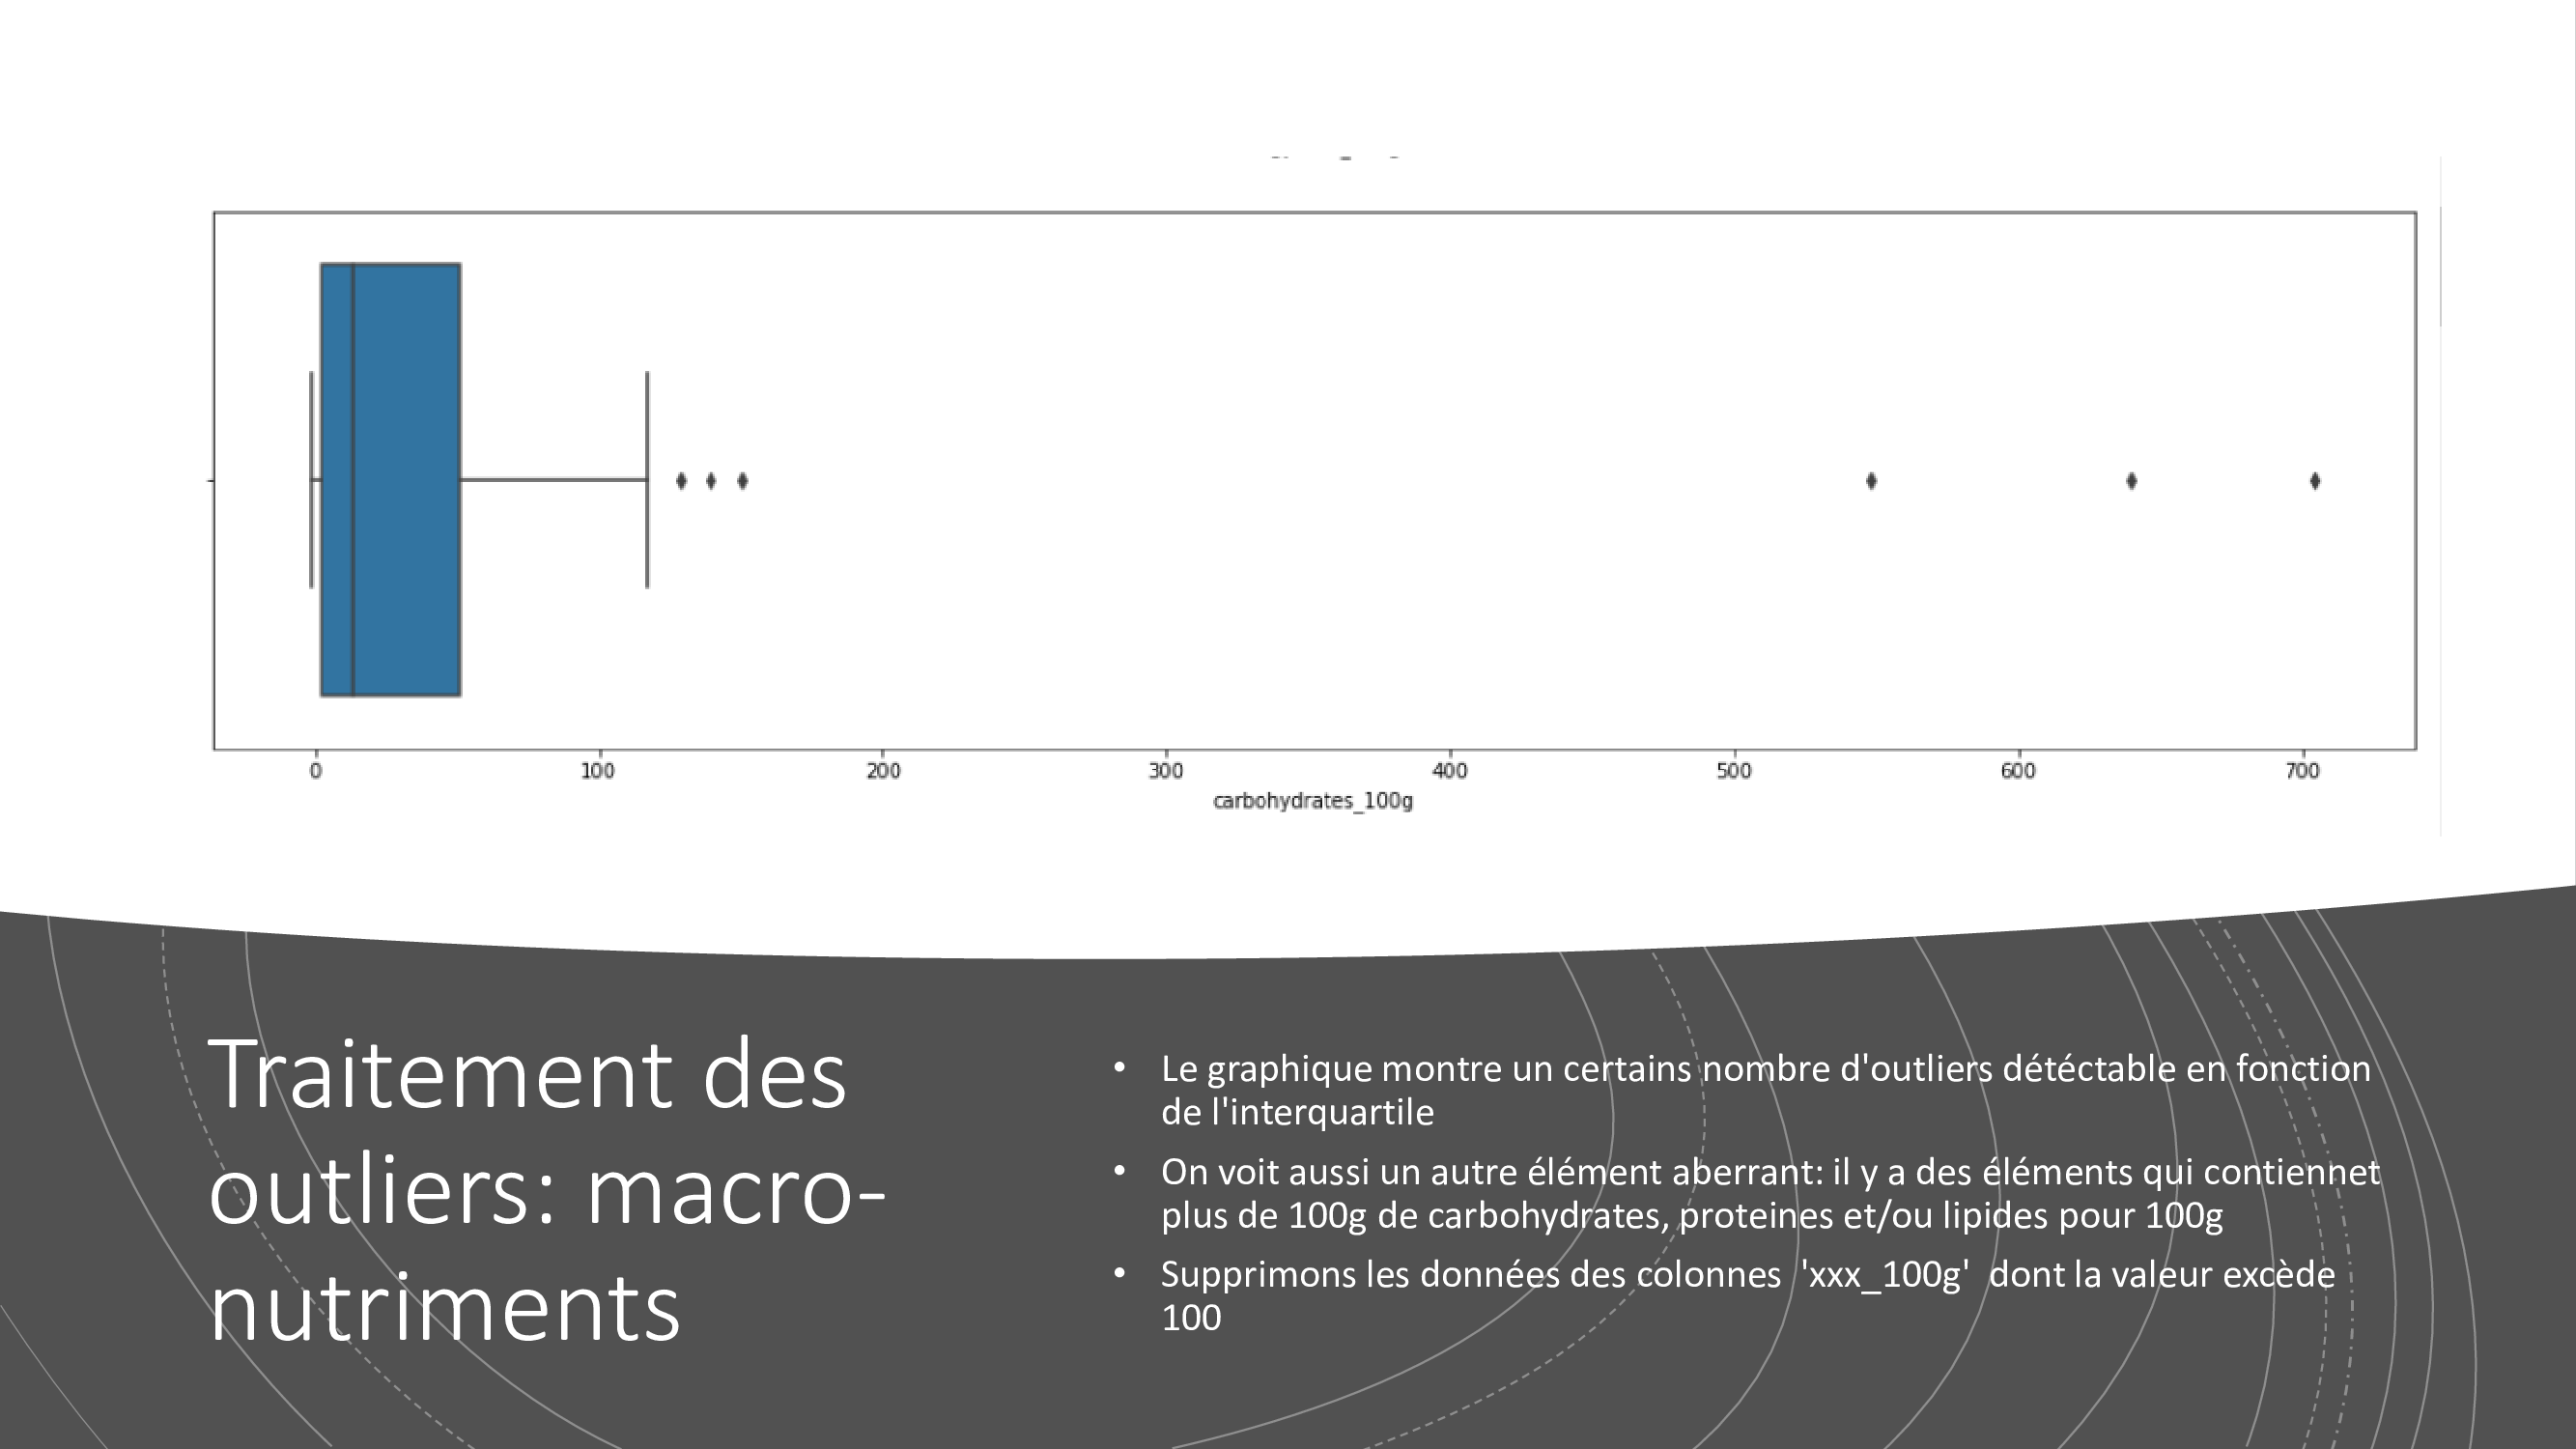 0 100 200 300 400 500 600 700
carbohydrates_100g
Traitement des
outliers: macro-
nutriments
• Le graphique montre un certains nombre d'outliers détéctable en fonction
de l'interquartile
• On voit aussi un autre élément aberrant: il y a des éléments qui contiennet
plus de 100g de carbohydrates, proteines et/ou lipides pour 100g
• Supprimons les données des colonnes 'xxx_100g' dont la valeur excède
100